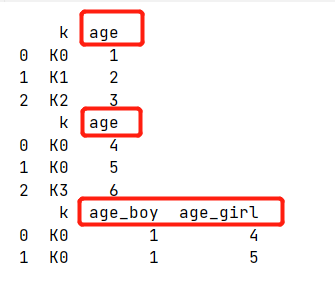 k age
0 K0 1
1 K1 2
2 K2 3
k age
0 K0 4
1 K0 5
2 K3 6
k age_boy age_girl
0 K0 1 4
1 K0 1 5